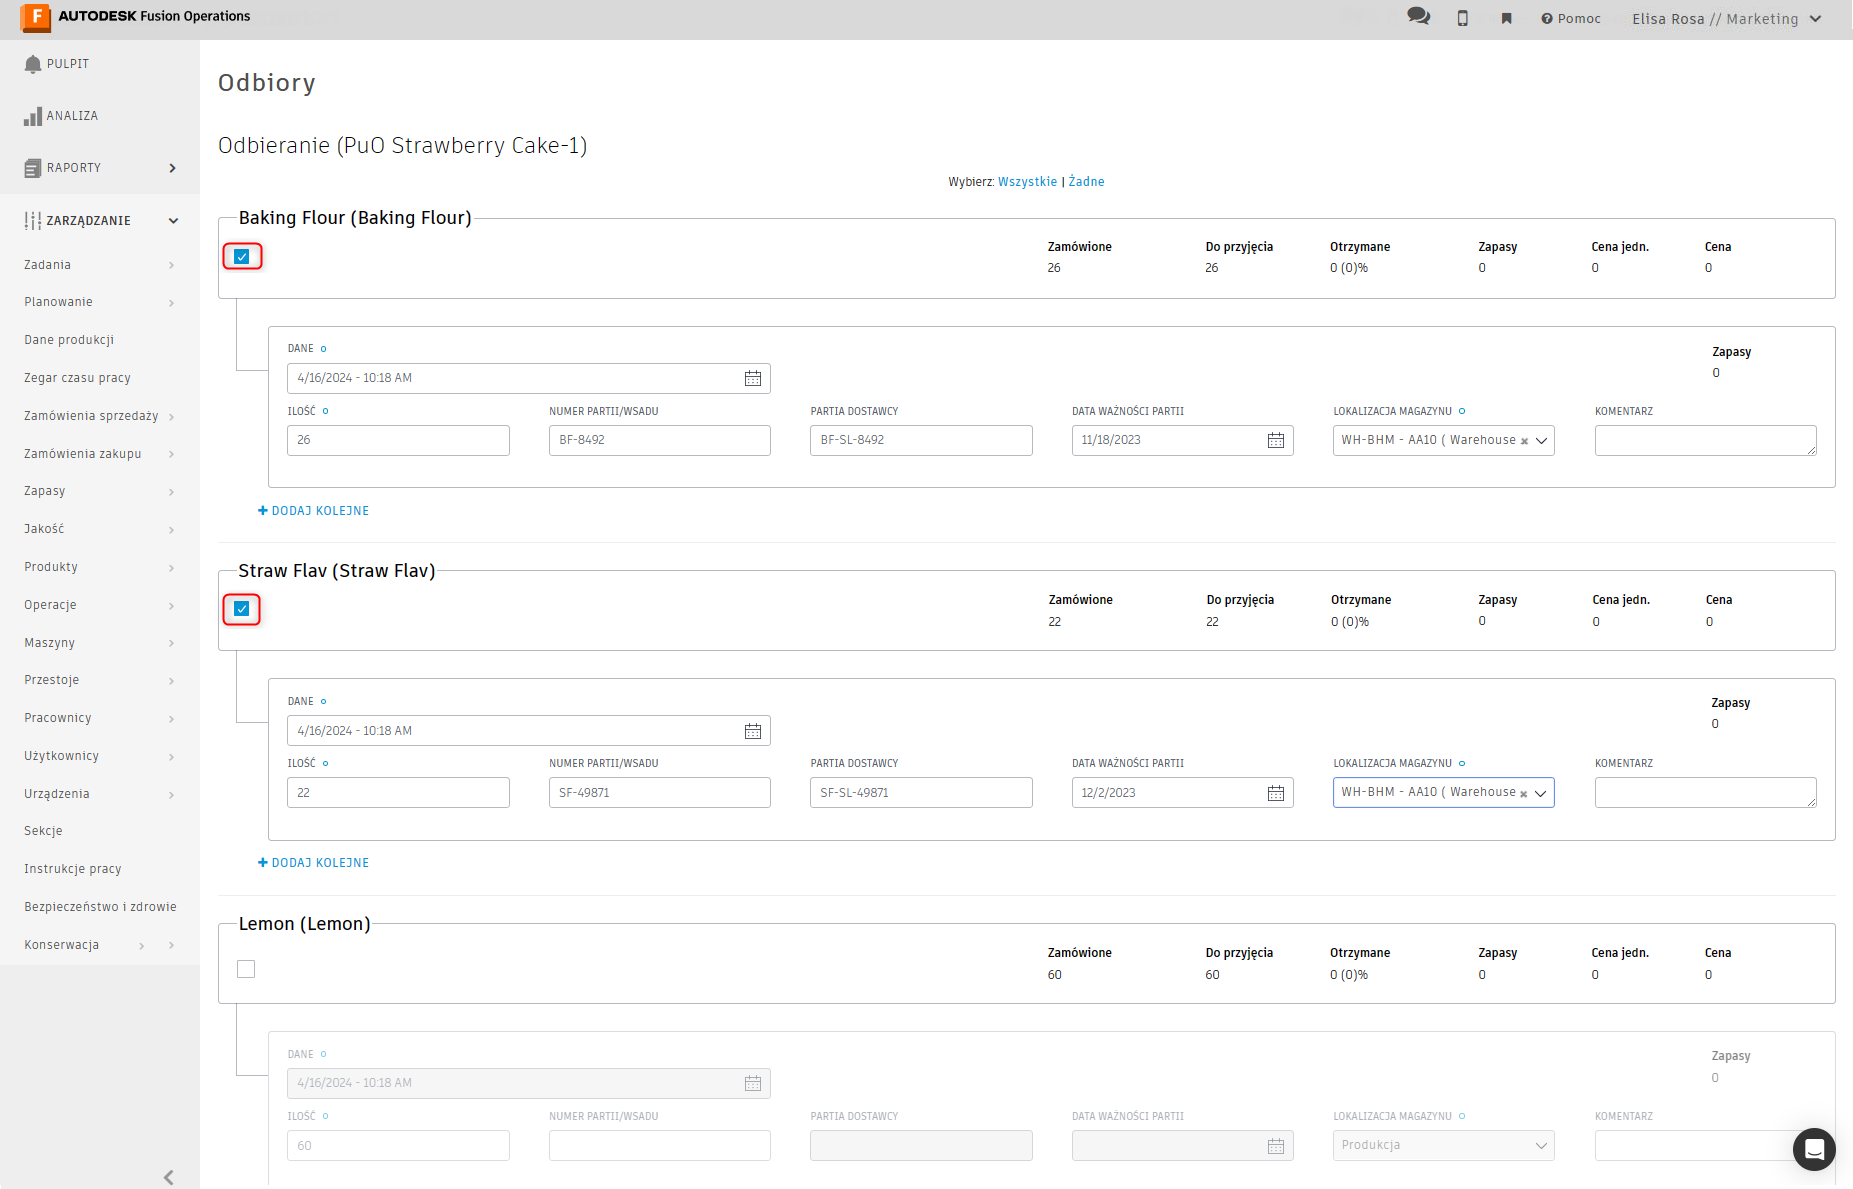 F AUTODESK Fusion Operations
Pomoc
Elisa Rosa // Marketing
PULPIT
ANALIZA
RAPORTY
ZARZĄDZANIE
Zadania
Planowanie
Dane produkcji
Zegar czasu pracy
Zamówienia sprzedaży
Zamówienia zakupu
Zapasy
Jakość
Produkty
Operacje
Maszyny
Przestoje
Pracownicy
Użytkownicy
Urządzenia
Sekcje
Instrukcje pracy
Bezpieczeństwo i zdrowie
Konserwacja
Odbiory
Odbieranie (PuO Strawberry Cake-1)
Wybierz: Wszystkie | Żadne
Baking Flour (Baking Flour)
Zamówione Do przyjęcia Otrzymane Zapasy Cena jedn. Cena
26 26 0 (0)% 0 0 0
DANE
Zapasy
4/16/2024 - 10:18 AM
0
ILOŚĆ NUMER PARTII/WSADU PARTIA DOSTAWCY DATA WAŻNOŚCI PARTII LOKALIZACJA MAGAZYNU KOMENTARZ
26 BF-8492 BF-SL-8492 11/18/2023 WH-BHM - AA10 ( Warehouse
+ DODAJ KOLEJNE
Straw Flav (Straw Flav)
Zamówione Do przyjęcia Otrzymane Zapasy Cena jedn. Cena
22 22 0 (0)% 0 0 0
DANE
Zapasy
4/16/2024 - 10:18 AM
0
ILOŚĆ NUMER PARTII/WSADU PARTIA DOSTAWCY DATA WAŻNOŚCI PARTII LOKALIZACJA MAGAZYNU KOMENTARZ
22 SF-49871 SF-SL-49871 12/2/2023 WH-BHM - AA10 ( Warehouse
+ DODAJ KOLEJNE
Lemon (Lemon)
Zamówione Do przyjęcia Otrzymane Zapasy Cena jedn. Cena
60 60 0 (0)% 0 0 0
DANE
Zapasy
4/16/2024 - 10:18 AM
0
ILOŚĆ NUMER PARTII/WSADU PARTIA DOSTAWCY DATA WAŻNOŚCI PARTII LOKALIZACJA MAGAZYNU KOMENTARZ
60 Produkcja